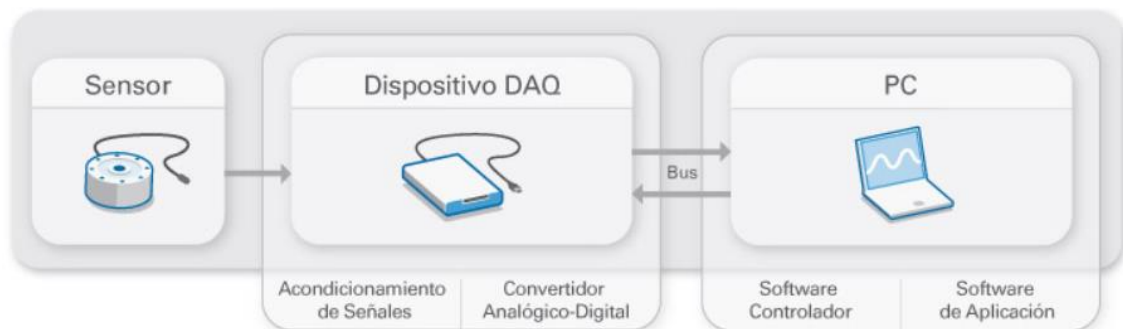 Sensor
Dispositivo DAQ
PC
Bus
Acondicionamiento
de Señales
Convertidor
Analógico-Digital
Software
Controlador
Software
de Aplicación